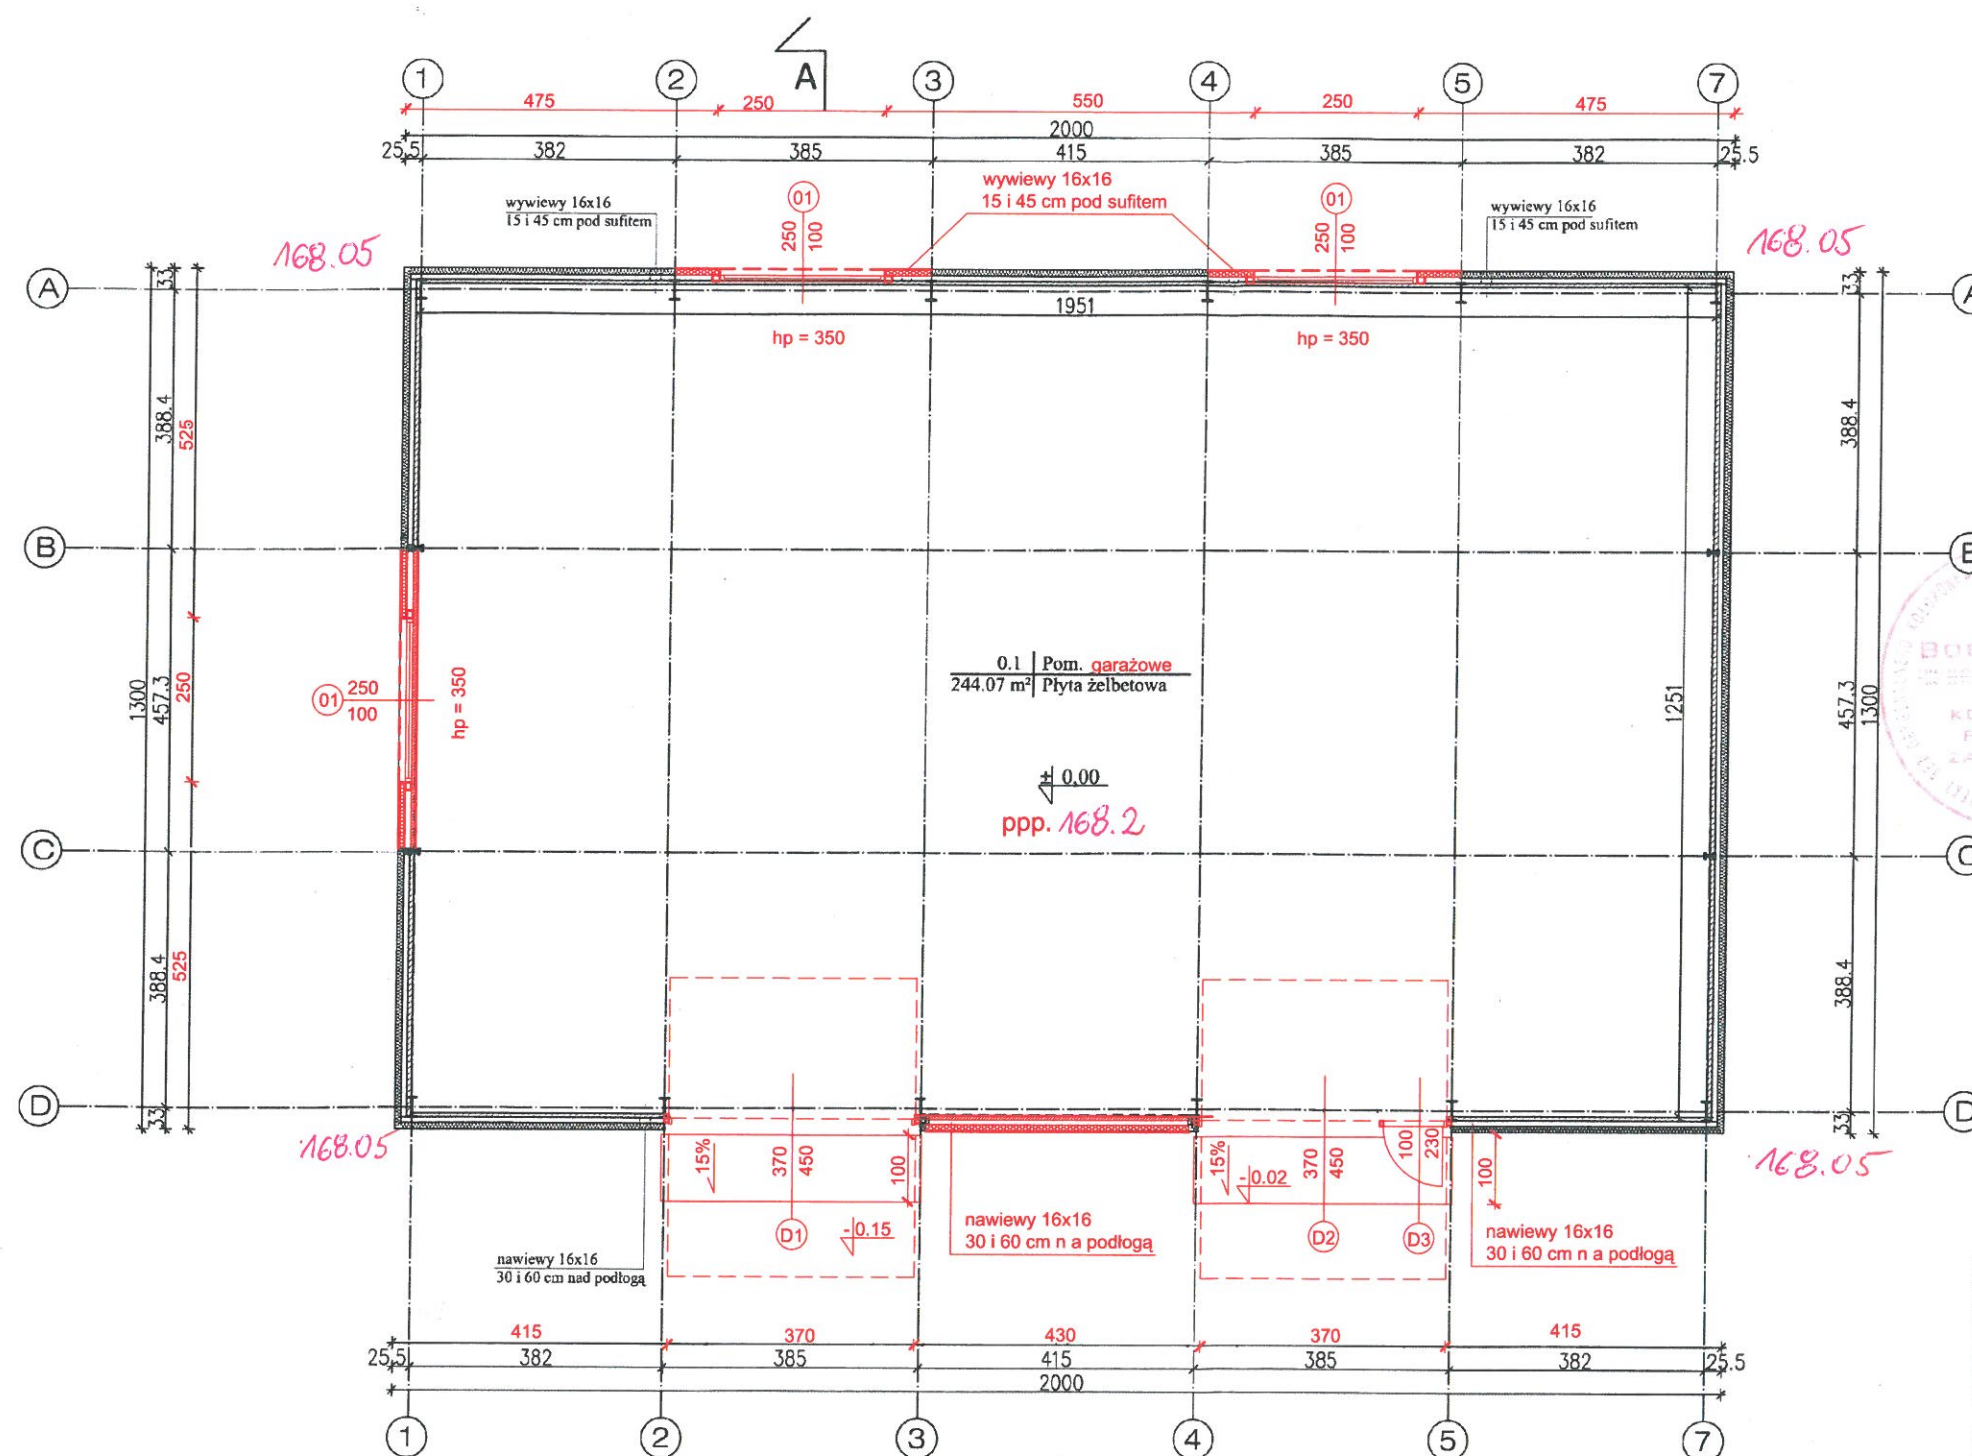 1 2 A 3 4 5 7
475 250 550 250 475
2000
25.5 382 385 415 385 382 25.5
wywiewy 16x16
15 i 45 cm pod sufitem
01
250
100
wywiewy 16x16
15 i 45 cm pod sufitem
01
250
100
wywiewy 16x16
15 i 45 cm pod sufitem
168.05
168.05
A
33
33
1951
hp = 350
hp = 350
388.4
525
388.4
B
01
250
100
hp = 350
1300
457.3
250
0.1 Pom. garażowe
244.07 m² Płyta żelbetowa
1251
457.3
1300
± 0,00
ppp. 168.2
C
388.4
525
388.4
D
33
33
D
168.05
168.05
15%
370
450
100
15%
-0.02
370
450
100
230
100
D1
-0.15
nawiewy 16x16
30 i 60 cm n a podłogą
D2
D3
nawiewy 16x16
30 i 60 cm n a podłogą
nawiewy 16x16
30 i 60 cm nad podłogą
415 370 430 370 415
25.5 382 385 415 385 382 25.5
2000
1 2 3 4 5 7